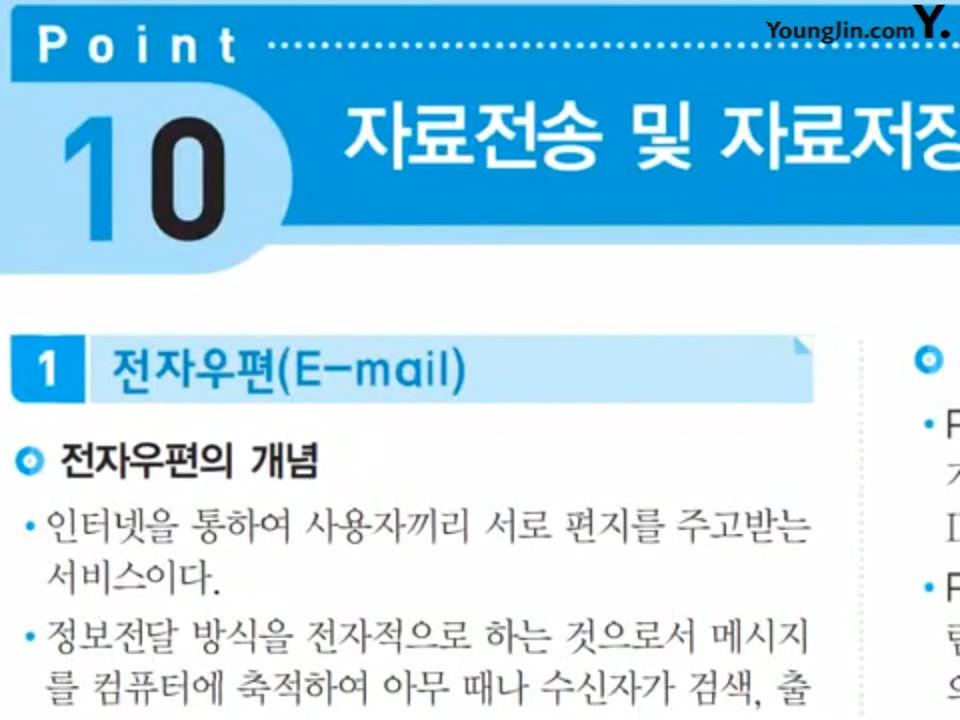 YoungJin.com Y.
Point
10
자료전송 및 자료저장
1 전자우편(E-mail)
전자우편의 개념
• 인터넷을 통하여 사용자끼리 서로 편지를 주고받는
서비스이다.
• 정보전달 방식을 전자적으로 하는 것으로서 메시지
를 컴퓨터에 축적하여 아무 때나 수신자가 검색, 출